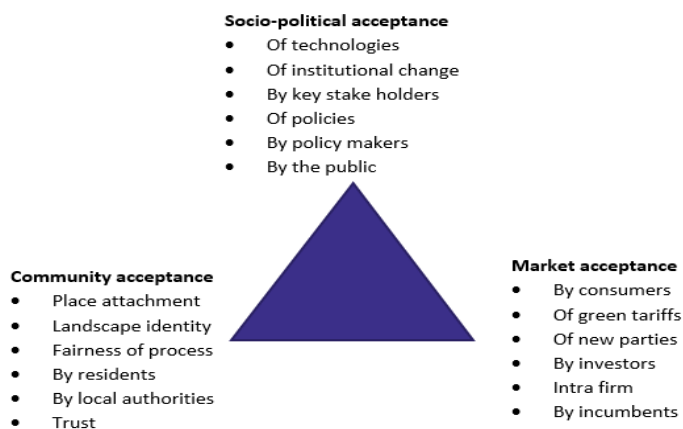 Socio-political acceptance
• Of technologies
• Of institutional change
• By key stake holders
• Of policies
• By policy makers
• By the public
Community acceptance
• Place attachment
• Landscape identity
• Fairness of process
• By residents
• By local authorities
• Trust
Market acceptance
• By consumers
• Of green tariffs
• Of new parties
• By investors
• Intra firm
• By incumbents